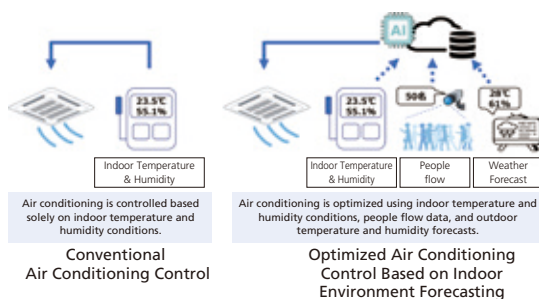 AI
23.5℃
55.1%
Indoor Temperature
& Humidity
Air conditioning is controlled based
solely on indoor temperature and
humidity conditions.
Conventional
Air Conditioning Control
23.5℃
55.1%
50名
28℃
61%
Indoor Temperature
& Humidity
People
flow
Weather
Forecast
Air conditioning is optimized using indoor temperature and
humidity conditions, people flow data, and outdoor
temperature and humidity forecasts.
Optimized Air Conditioning
Control Based on Indoor
Environment Forecasting